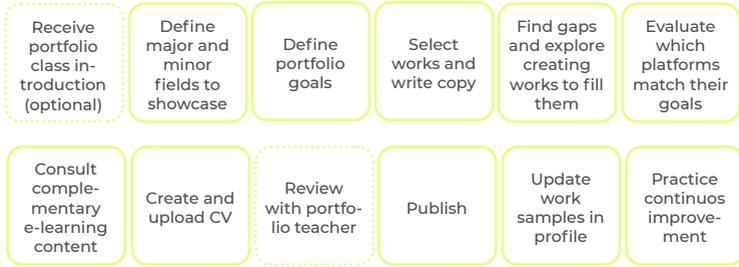 Receive
portfolio
class in-
troduction
(optional)
Define
major and
minor
fields to
showcase
Define
portfolio
goals
Select
works and
write copy
Find gaps
and explore
creating
works to fill
them
Evaluate
which
platforms
match their
goals
Consult
comple-
mentary
e-learning
content
Create and
upload CV
Review
with portfo-
lio teacher
Publish
Update
work
samples in
profile
Practice
continuos
improve-
ment